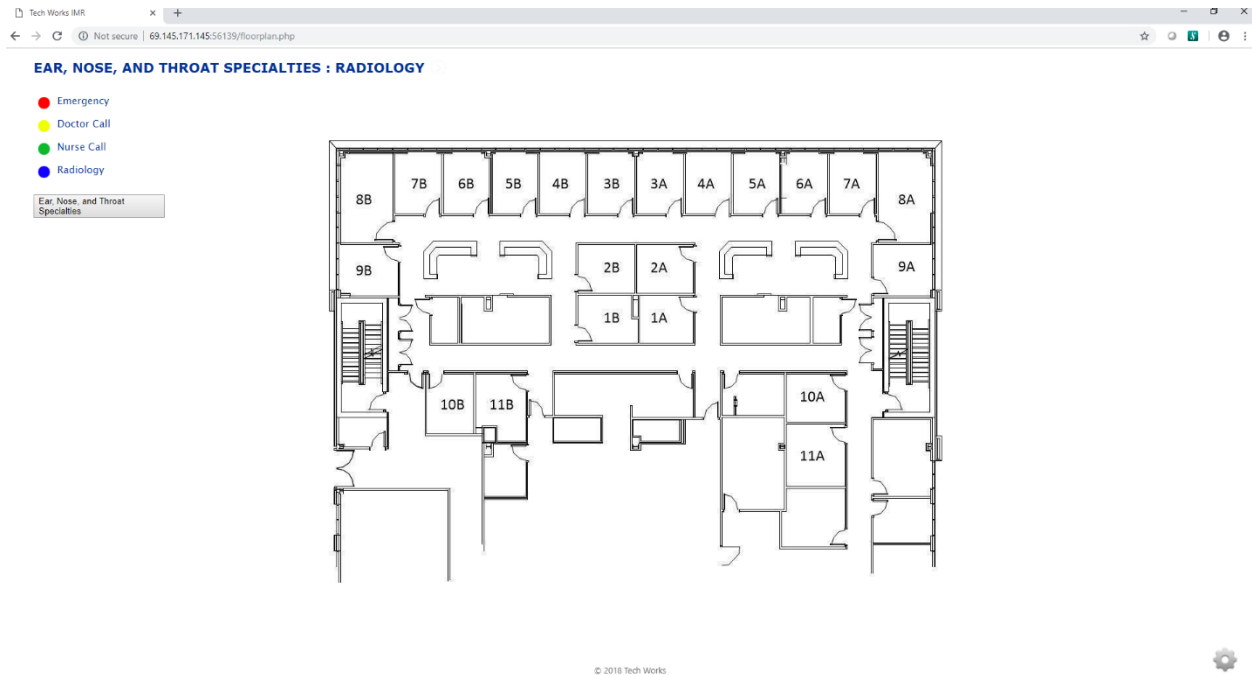 Tech Works IMR
Not secure | 69.145.171.145:56139/floorplan.php
EAR, NOSE, AND THROAT SPECIALTIES : RADIOLOGY
Emergency
Doctor Call
Nurse Call
Radiology
Ear, Nose, and Throat
Specialties
8B 7B 6B 5B 4B 3B 3A 4A 5A 6A 7A 8A
9B 2B 2A 9A
1B 1A
10B 11B 10A
11A
© 2018 Tech Works